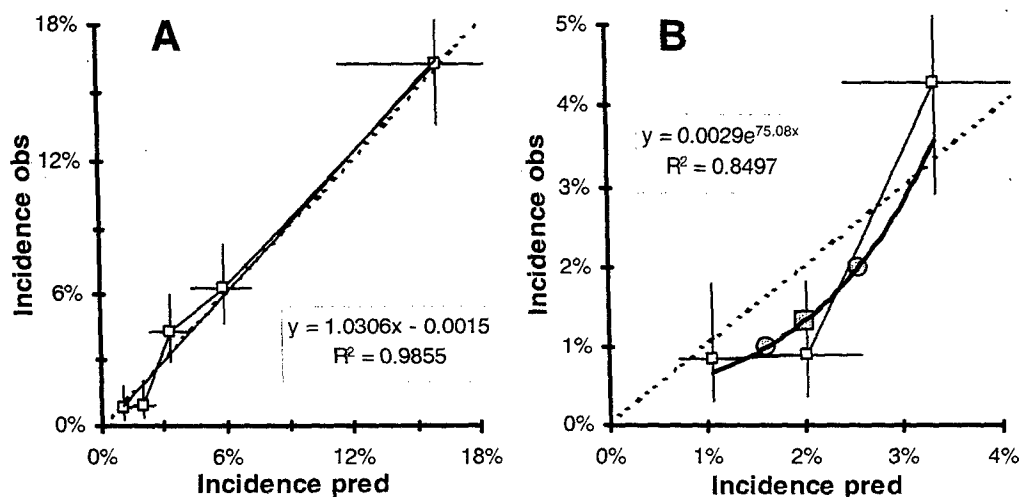 A
18%
12%
6%
0%
Incidence obs
y = 1.0306x - 0.0015
R² = 0.9855
0%
6%
12%
18%
Incidence pred
B
5%
4%
3%
2%
1%
0%
Incidence obs
y = 0.0029e^75.08x
R² = 0.8497
0%
1%
2%
3%
4%
Incidence pred